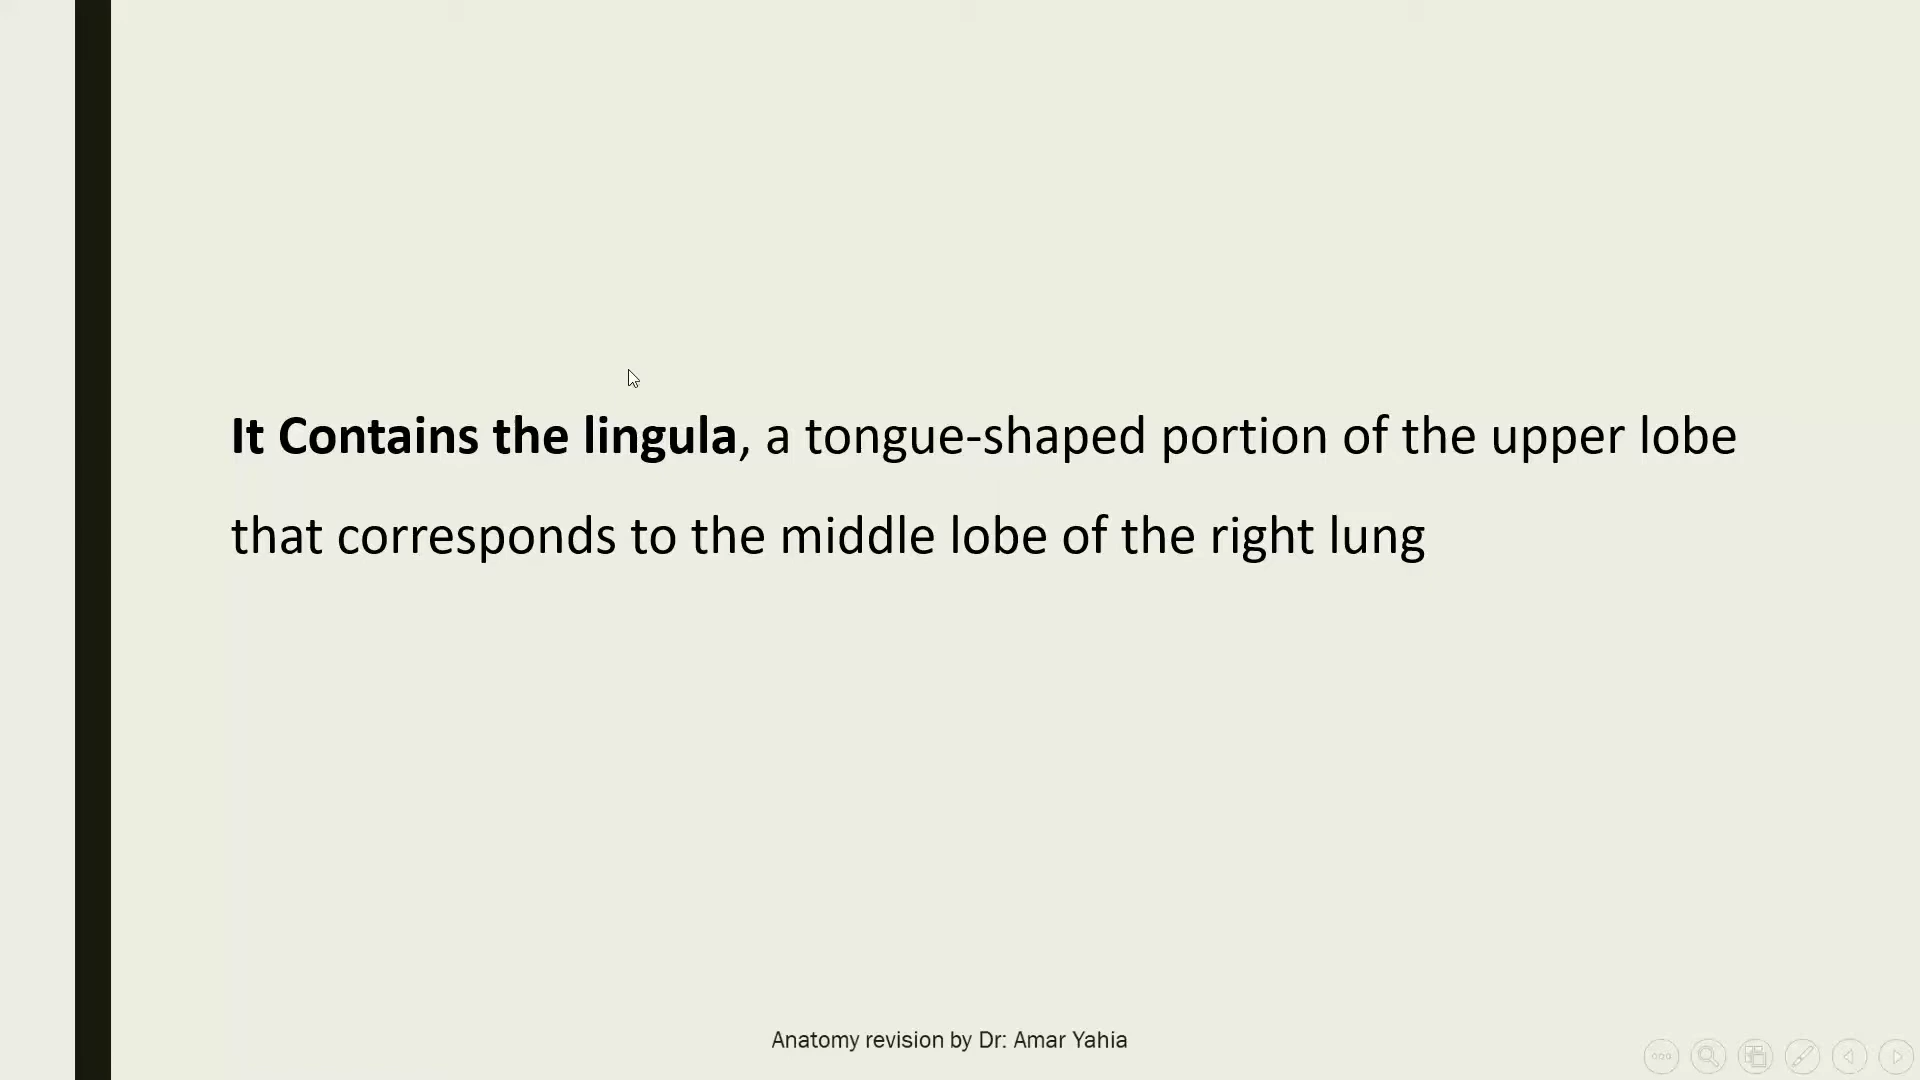 It Contains the lingula, a tongue-shaped portion of the upper lobe
that corresponds to the middle lobe of the right lung
Anatomy revision by Dr: Amar Yahia